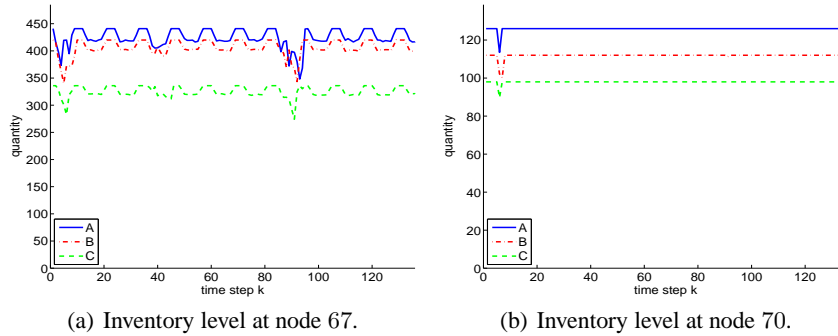 450
400
350
300
250
200
150
100
50
0
quantity
A
B
C
0 20 40 60 80 100 120
time step k
(a) Inventory level at node 67.
120
100
80
60
40
20
0
quantity
A
B
C
0 20 40 60 80 100 120
time step k
(b) Inventory level at node 70.